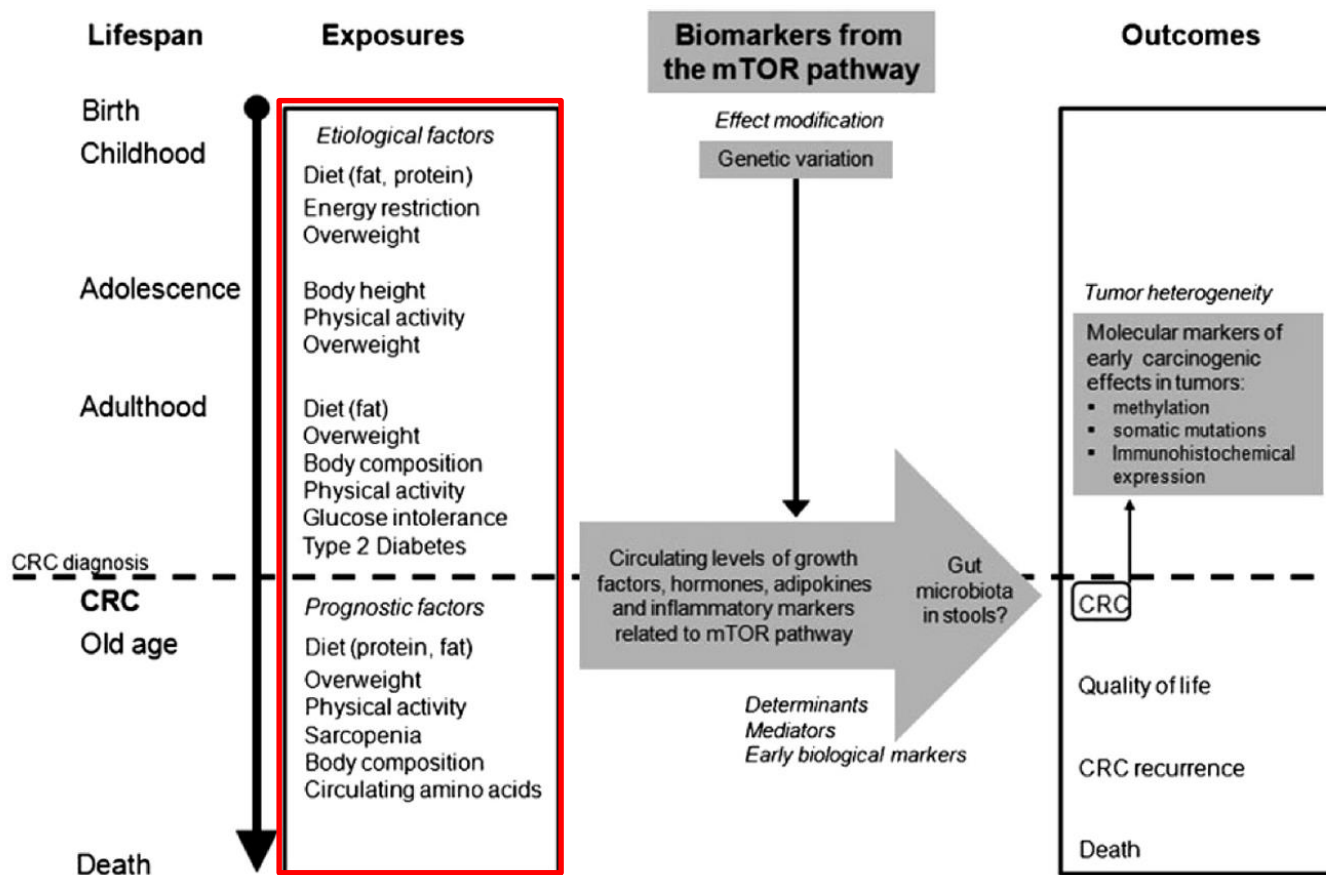 Lifespan
Exposures
Biomarkers from
the mTOR pathway
Outcomes
Birth
Childhood
Adolescence
Adulthood
CRC diagnosis
CRC
Old age
Death
Etiological factors
Diet (fat, protein)
Energy restriction
Overweight
Body height
Physical activity
Overweight
Diet (fat)
Overweight
Body composition
Physical activity
Glucose intolerance
Type 2 Diabetes
Prognostic factors
Diet (protein, fat)
Overweight
Physical activity
Sarcopenia
Body composition
Circulating amino acids
Effect modification
Genetic variation
Circulating levels of growth
factors, hormones, adipokines
and inflammatory markers
related to mTOR pathway
Gut
microbiota
in stools?
Determinants
Mediators
Early biological markers
Tumor heterogeneity
Molecular markers of
early carcinogenic
effects in tumors:
▪ methylation
▪ somatic mutations
▪ Immunohistochemical
expression
CRC
Quality of life
CRC recurrence
Death